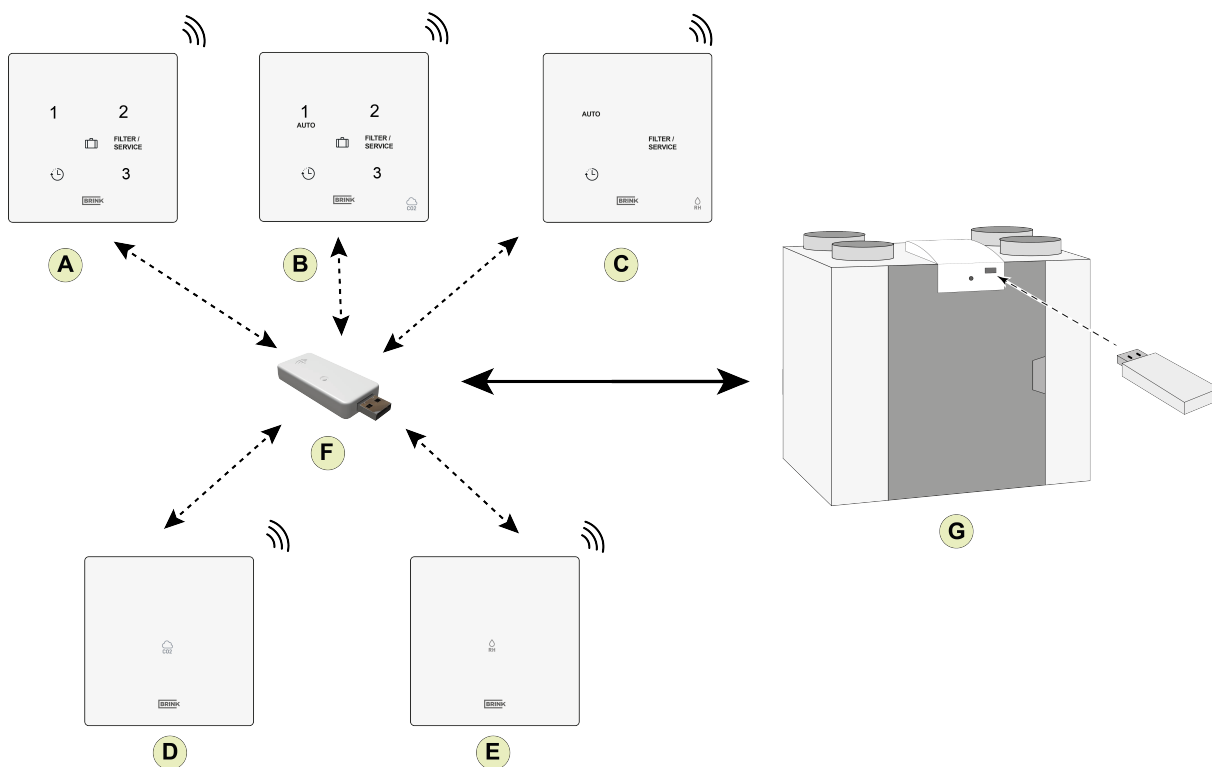 1
2
FILTER /
SERVICE
3
BRINK
A
1
AUTO
2
FILTER /
SERVICE
3
BRINK
CO2
B
AUTO
FILTER /
SERVICE
BRINK
RH
C
F
G
CO2
BRINK
D
RH
BRINK
E